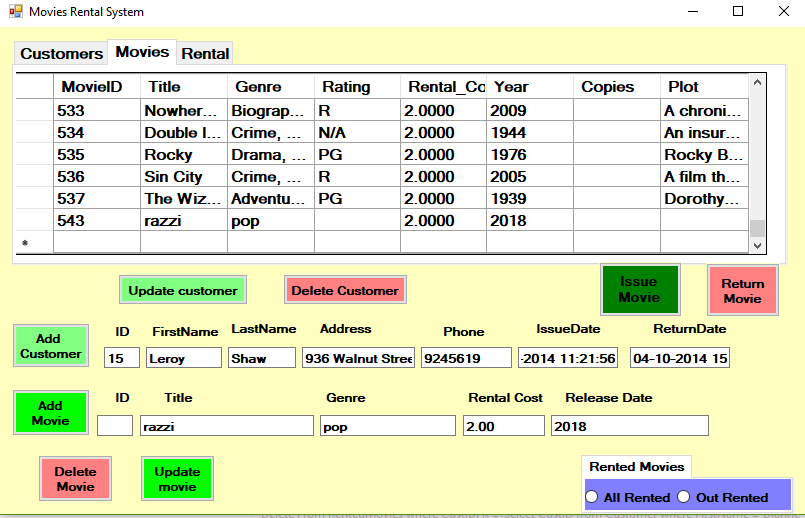 Movies Rental System
Customers Movies Rental
MovieID Title Genre Rating Rental_Co Year Copies Plot
533 Nowher... Biograp... R 2.0000 2009 A chroni...
534 Double I... Crime, ... N/A 2.0000 1944 An insur...
535 Rocky Drama, ... PG 2.0000 1976 Rocky B...
536 Sin City Crime, ... R 2.0000 2005 A film th...
537 The Wiz... Adventu... PG 2.0000 1939 Dorothy...
543 razzi pop 2.0000 2018
*
Update customer Delete Customer
Issue
Movie
Return
Movie
Add
Customer
ID FirstName LastName Address Phone IssueDate ReturnDate
15 Leroy Shaw 936 Walnut Stree 9245619 -2014 11:21:56 04-10-2014 15
Add
Movie
ID Title Genre Rental Cost Release Date
razzi pop 2.00 2018
Delete
Movie
Update
movie
Rented Movies
All Rented Out Rented